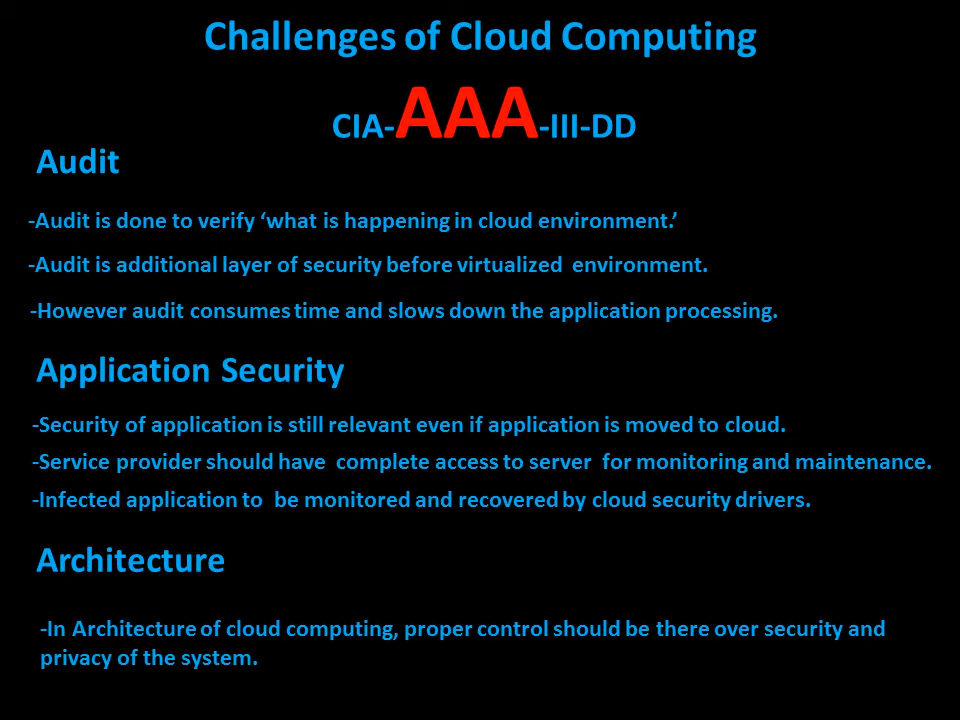 Challenges of Cloud Computing
CIA-AAA-III-DD
Audit
-Audit is done to verify ‘what is happening in cloud environment.’
-Audit is additional layer of security before virtualized environment.
-However audit consumes time and slows down the application processing.
Application Security
-Security of application is still relevant even if application is moved to cloud.
-Service provider should have complete access to server for monitoring and maintenance.
-Infected application to be monitored and recovered by cloud security drivers.
Architecture
-In Architecture of cloud computing, proper control should be there over security and
privacy of the system.